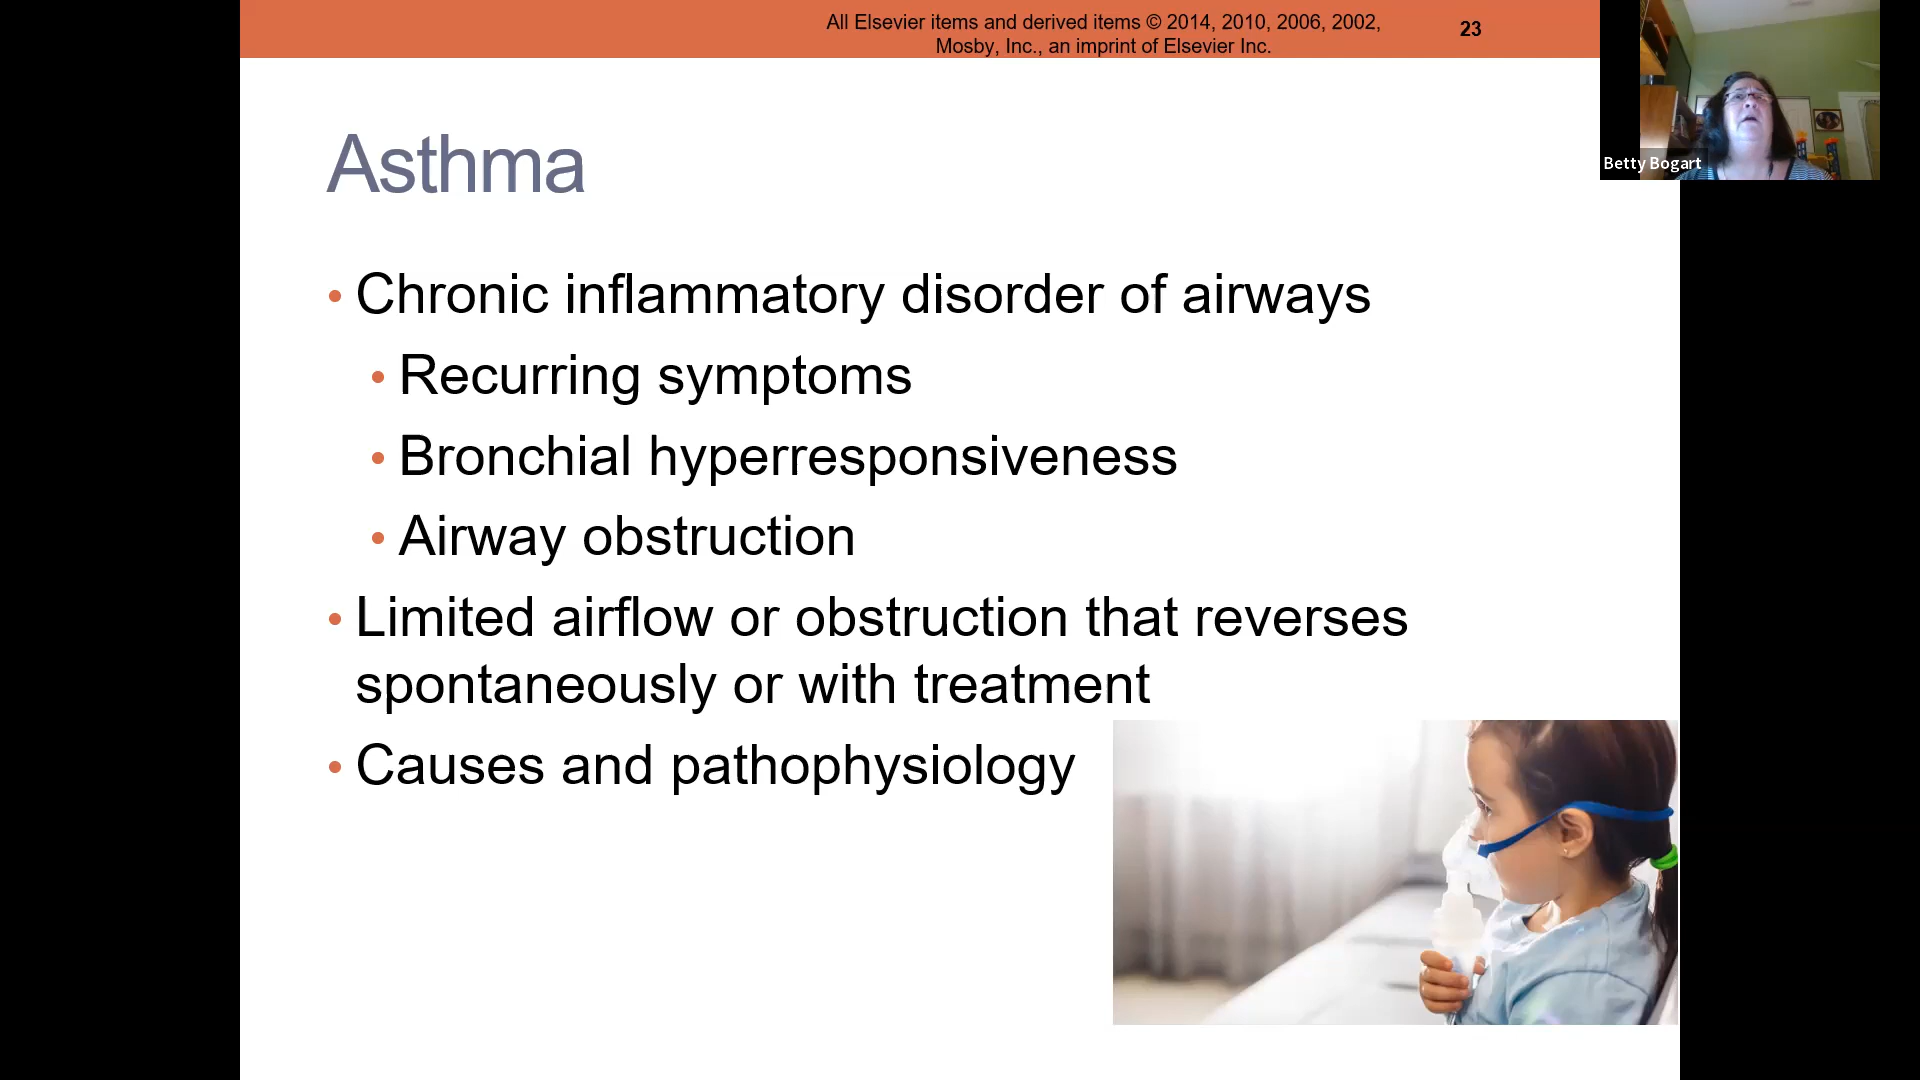 All Elsevier items and derived items © 2014, 2010, 2006, 2002,
Mosby, Inc., an imprint of Elsevier Inc.
23
Betty Bogart
Asthma
• Chronic inflammatory disorder of airways
• Recurring symptoms
• Bronchial hyperresponsiveness
• Airway obstruction
• Limited airflow or obstruction that reverses
spontaneously or with treatment
• Causes and pathophysiology